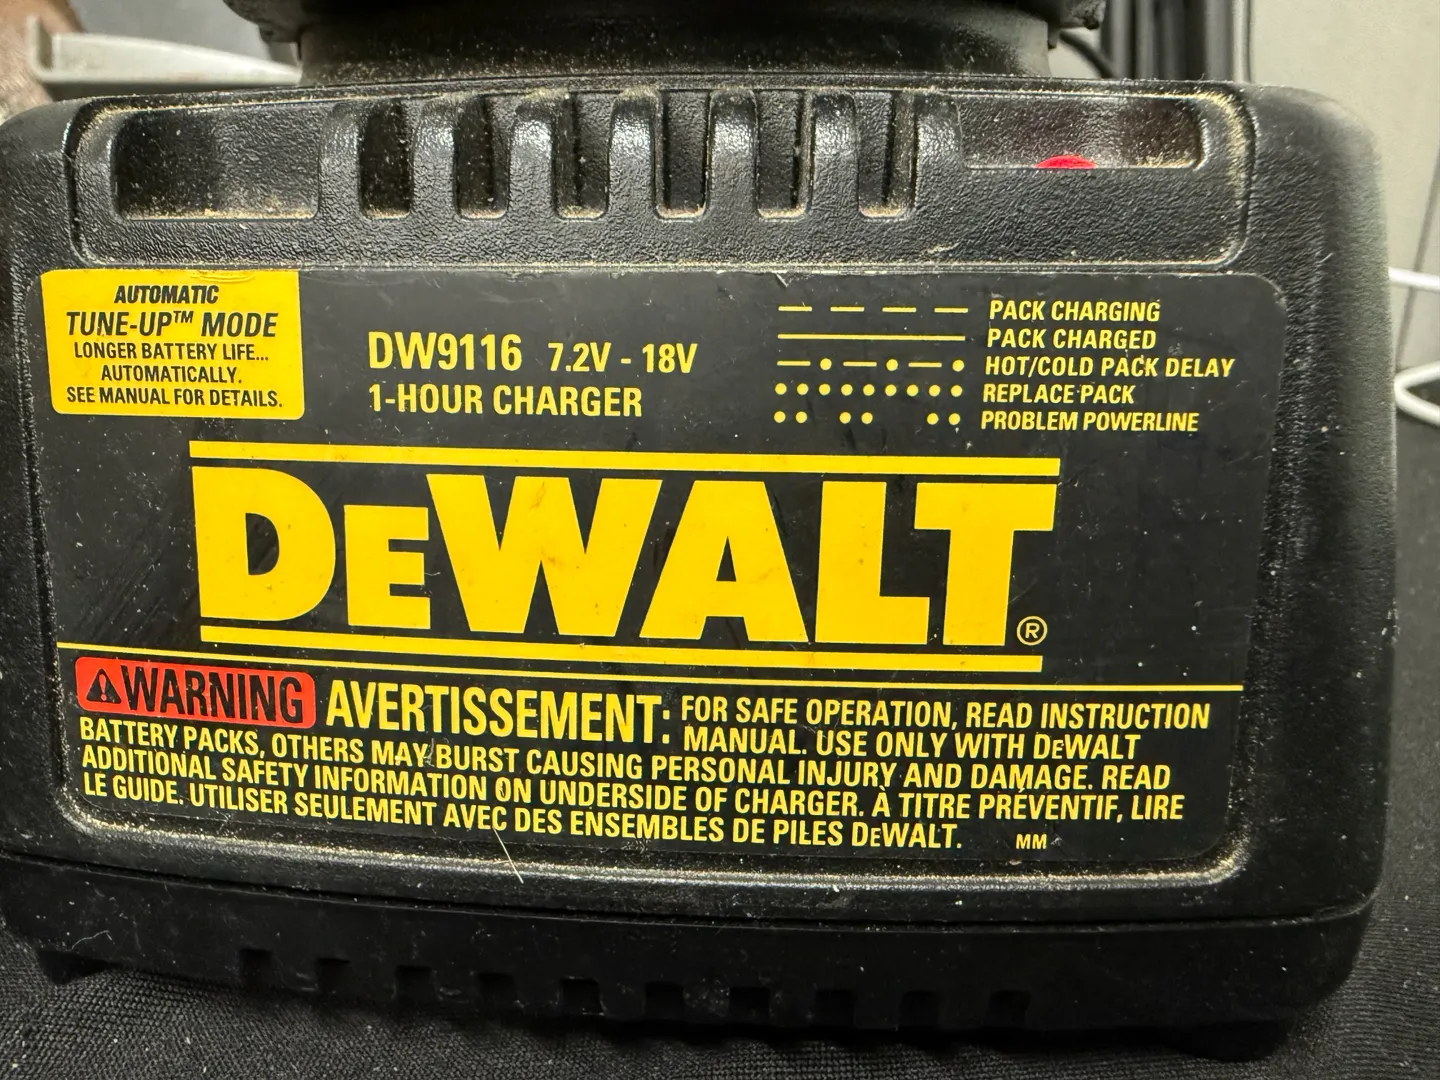 AUTOMATIC
TUNE-UP™ MODE
LONGER BATTERY LIFE...
AUTOMATICALLY.
SEE MANUAL FOR DETAILS.
DW9116 7.2V - 18V
1-HOUR CHARGER
PACK CHARGING
PACK CHARGED
HOT/COLD PACK DELAY
REPLACE PACK
PROBLEM POWERLINE
DEWALT®
WARNING AVERTISSEMENT: FOR SAFE OPERATION, READ INSTRUCTION
MANUAL. USE ONLY WITH DEWALT
BATTERY PACKS, OTHERS MAY BURST CAUSING PERSONAL INJURY AND DAMAGE. READ
ADDITIONAL SAFETY INFORMATION ON UNDERSIDE OF CHARGER. À TITRE PRÉVENTIF, LIRE
LE GUIDE. UTILISER SEULEMENT AVEC DES ENSEMBLES DE PILES DEWALT. MM